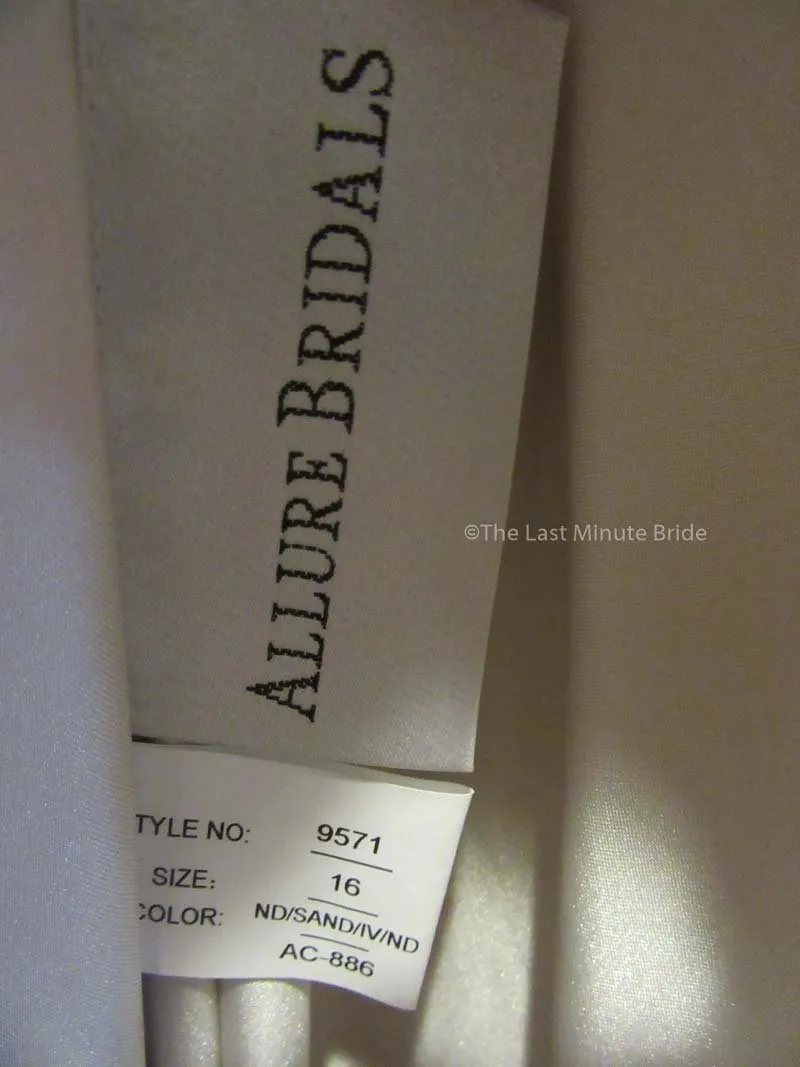 ALLURE BRIDALS
©The Last Minute Bride
TYLE NO: 9571
SIZE: 16
COLOR: ND/SAND/IV/ND
AC-886